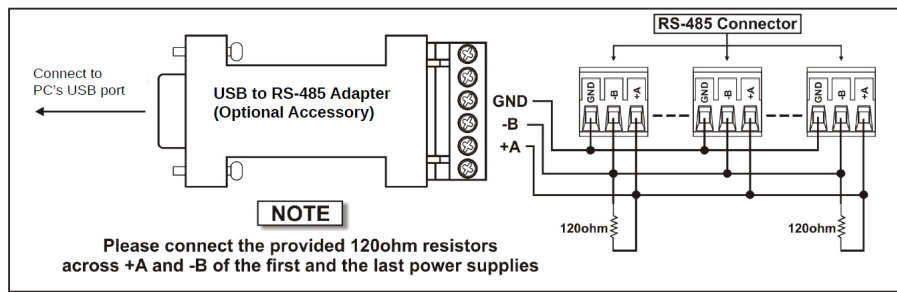 RS-485 Connector
Connect to
PC's USB port
USB to RS-485 Adapter
(Optional Accessory)
GND
-B
+A
GND
-B
+A
GND
-B
+A
GND
-B
+A
120ohm
120ohm
NOTE
Please connect the provided 120ohm resistors
across +A and -B of the first and the last power supplies